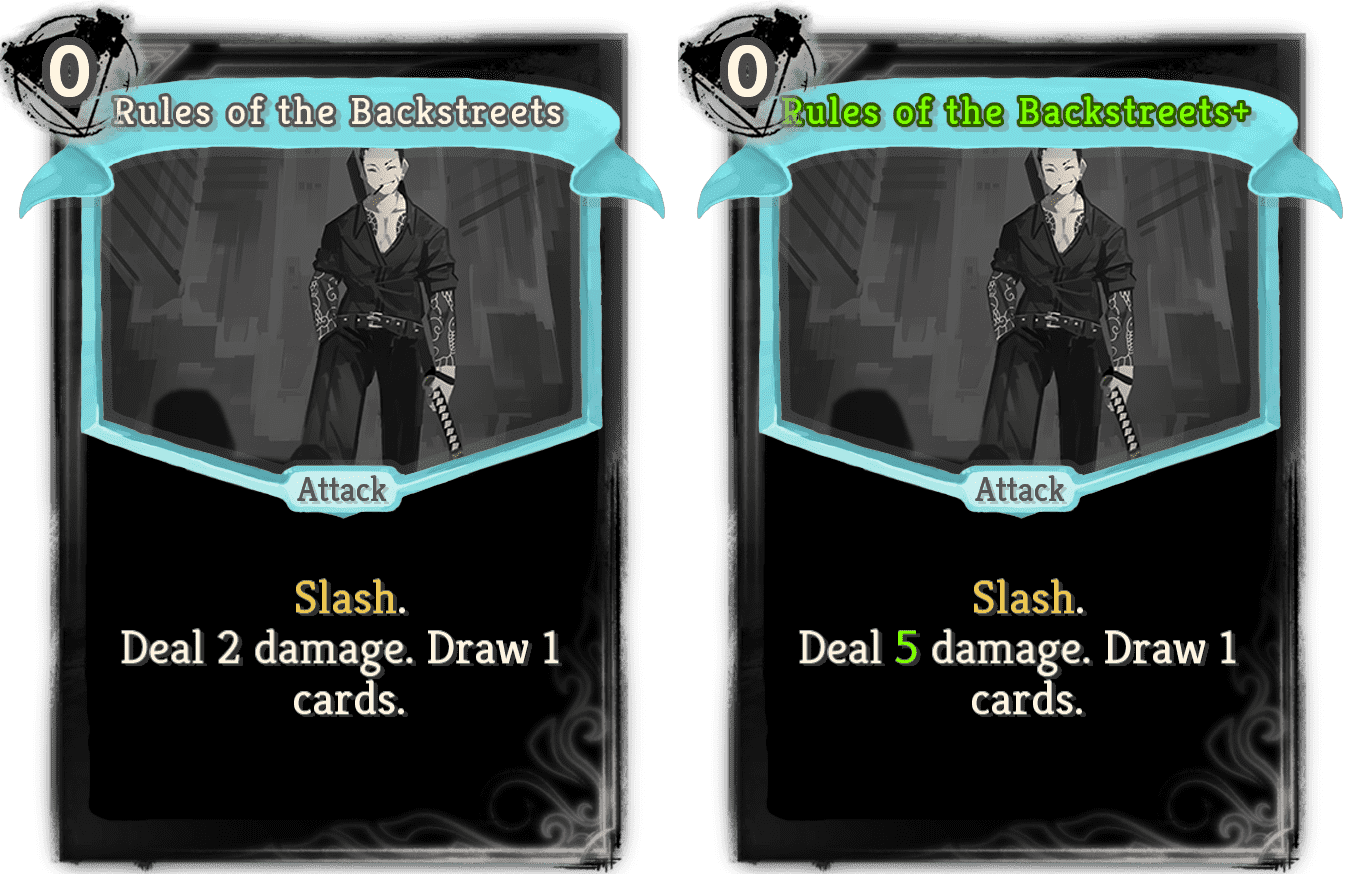 0
Rules of the Backstreets
Attack
Slash.
Deal 2 damage. Draw 1
cards.
0
Rules of the Backstreets+
Attack
Slash.
Deal 5 damage. Draw 1
cards.